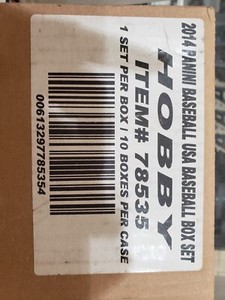 2014 PANINI BASEBALL USA BASEBALL BOX SET
HOBBY
ITEM# 78535
1 SET PER BOX | 10 BOXES PER CASE
00613297785354